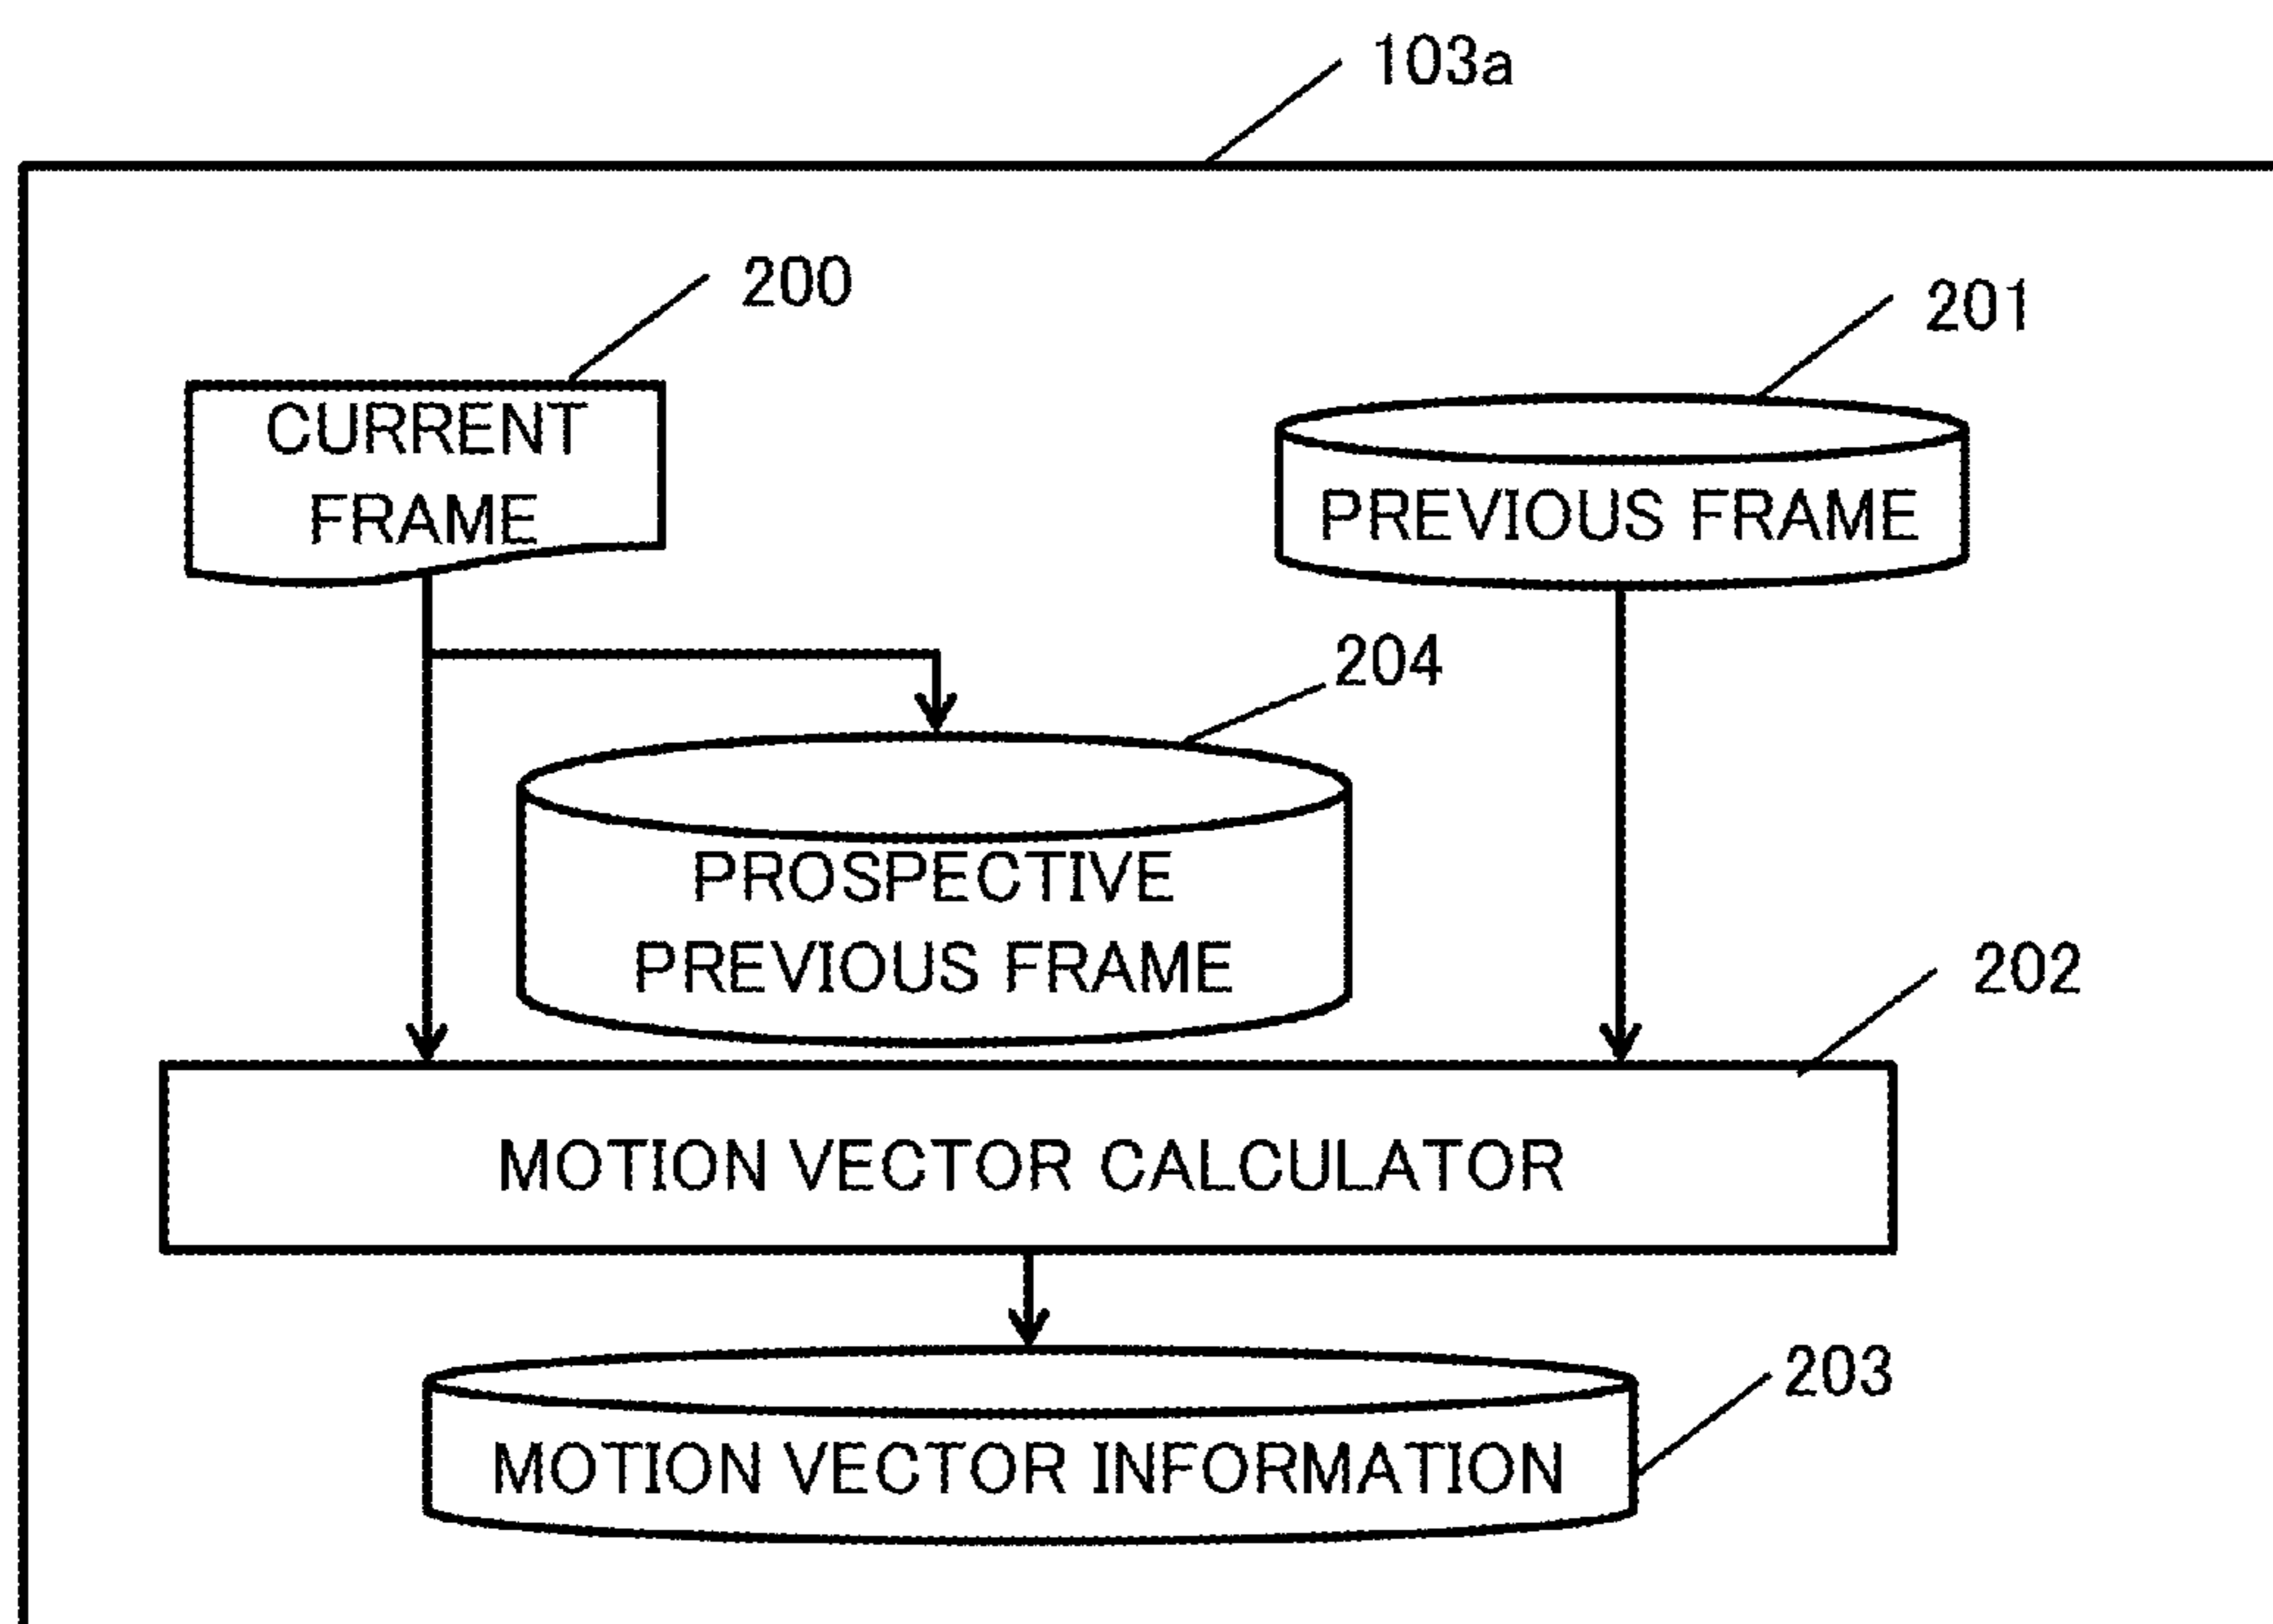 103a
200
201
CURRENT
FRAME
PREVIOUS FRAME
204
PROSPECTIVE
PREVIOUS FRAME
202
MOTION VECTOR CALCULATOR
203
MOTION VECTOR INFORMATION